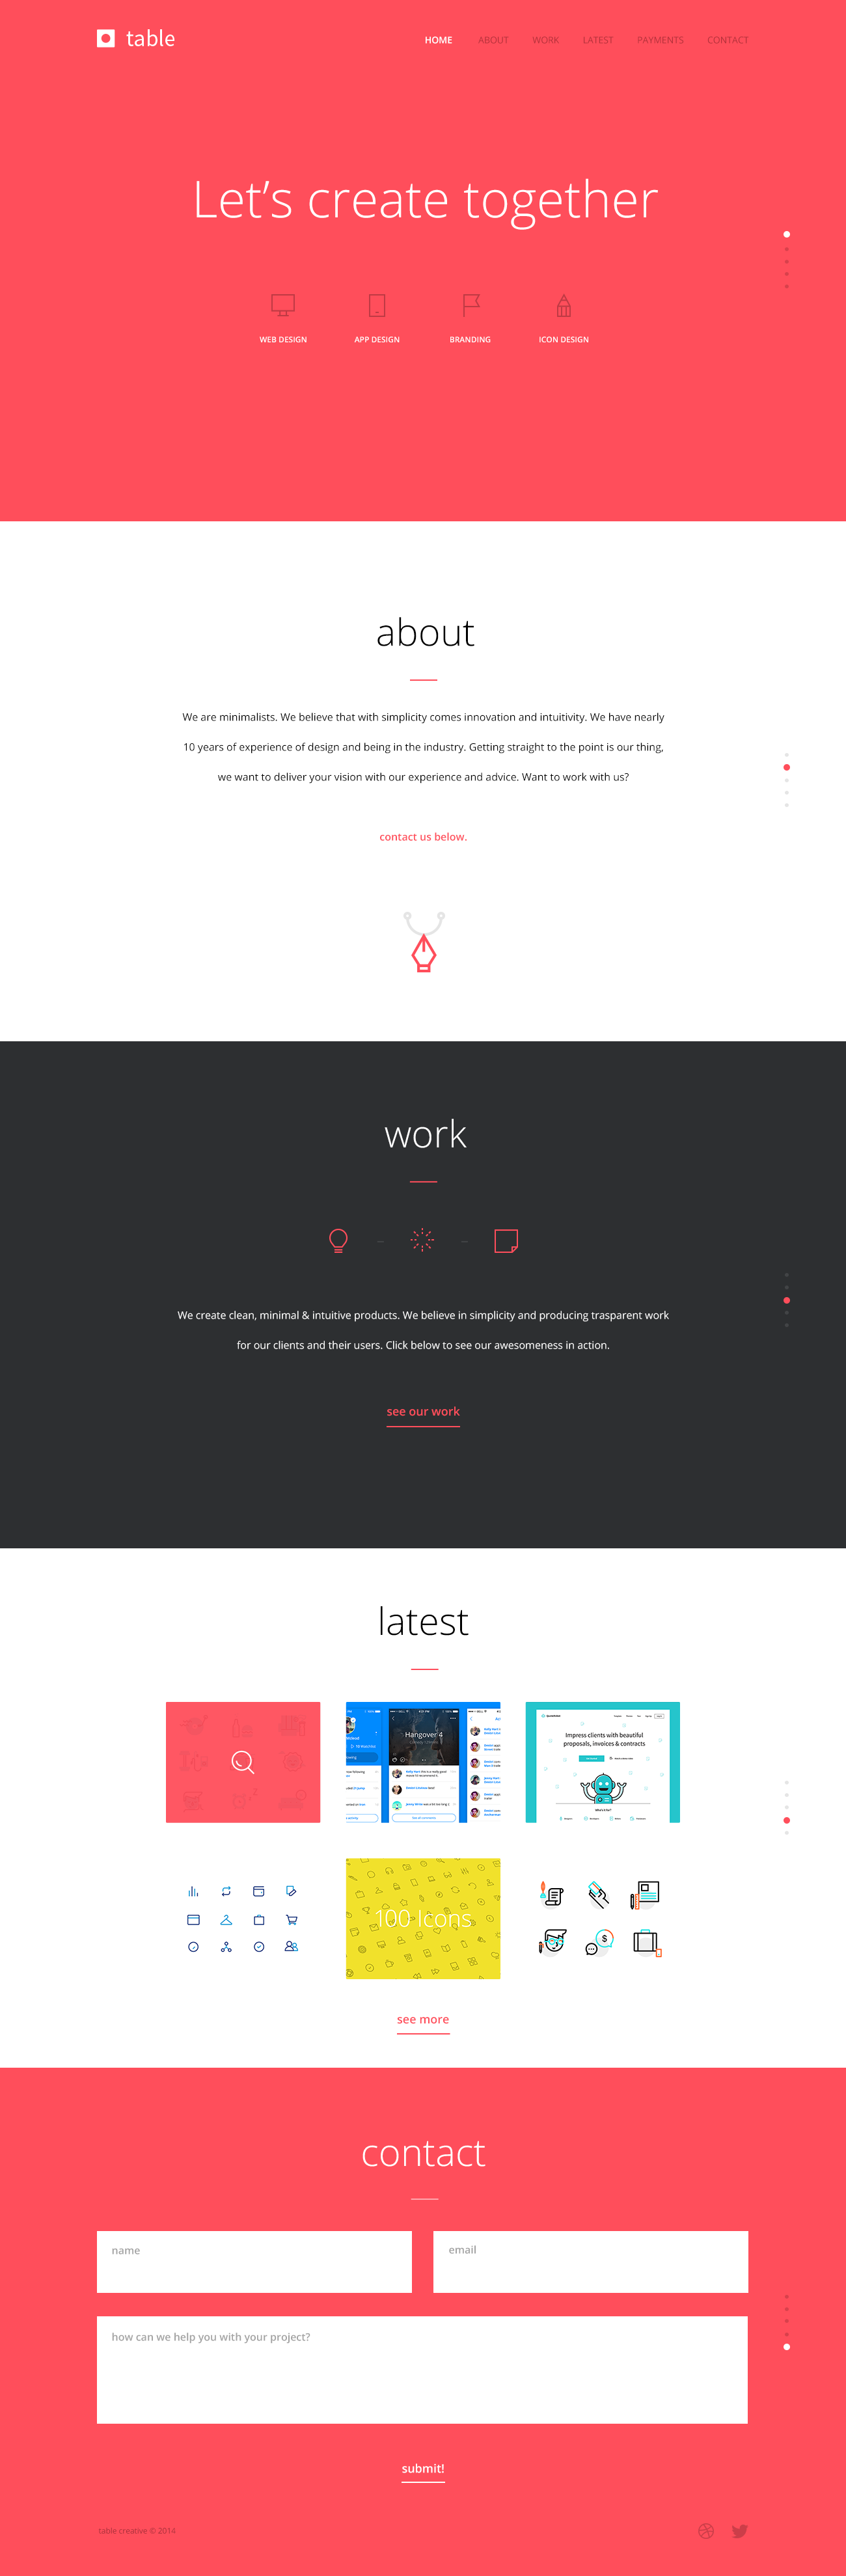 table
HOME ABOUT WORK LATEST PAYMENTS CONTACT
Let's create together
WEB DESIGN APP DESIGN BRANDING ICON DESIGN
about
We are minimalists. We believe that with simplicity comes innovation and intuitivity. We have nearly
10 years of experience of design and being in the industry. Getting straight to the point is our thing,
we want to deliver your vision with our experience and advice. Want to work with us?
contact us below.
work
We create clean, minimal & intuitive products. We believe in simplicity and producing trasparent work
for our clients and their users. Click below to see our awesomeness in action.
see our work
latest
Hangover 4
Impress clients with beautiful
proposals, invoices & contracts
100 Icons
see more
contact
name
email
how can we help you with your project?
submit!
table creative © 2014